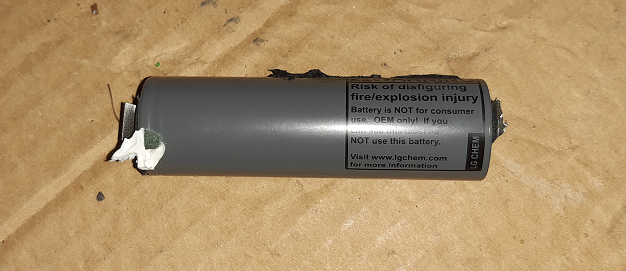 Risk of disfiguring
fire/explosion injury
Battery is NOT for consumer
use. OEM only! If you
NOT use this battery.
Visit www.lgchem.com
for more information
LG CHEM